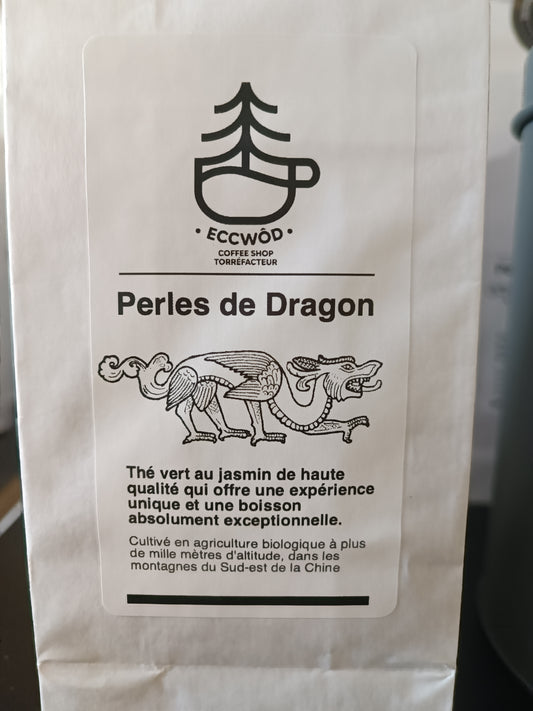 • ECCWÔD •
COFFEE SHOP
TORRÉFACTEUR
Perles de Dragon
Thé vert au jasmin de haute
qualité qui offre une expérience
unique et une boisson
absolument exceptionnelle.
Cultivé en agriculture biologique à plus
de mille mètres d'altitude, dans les
montagnes du Sud-est de la Chine